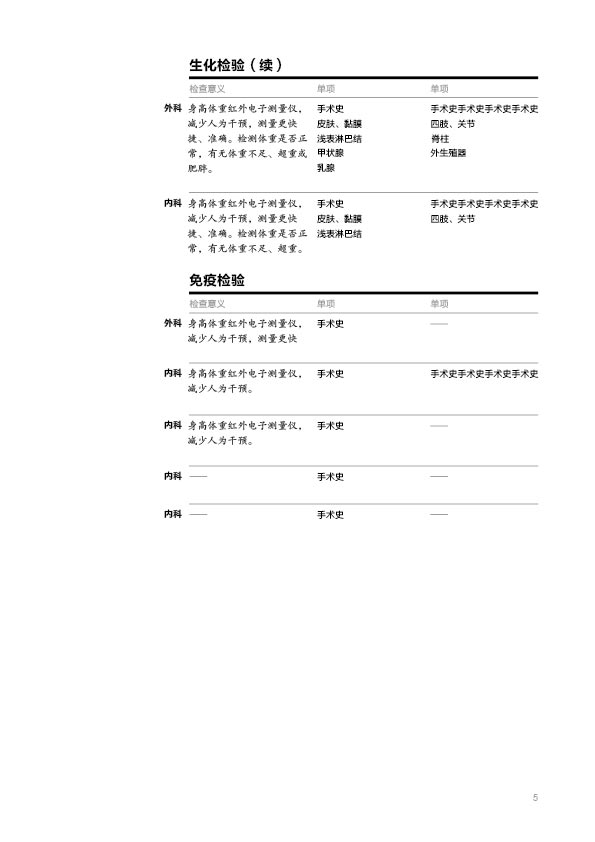 生化检验（续）
检查意义 单项 单项
外科 身高体重红外电子测量仪， 手术史 手术史手术史手术史手术史
减少人为干预，测量更快 皮肤、黏膜 四肢、关节
捷、准确。检测体重是否正 浅表淋巴结 脊柱
常，有无体重不足、超重或 甲状腺 外生殖器
肥胖。 乳腺
内科 身高体重红外电子测量仪， 手术史 手术史手术史手术史手术史
减少人为干预，测量更快 皮肤、黏膜 四肢、关节
捷、准确。检测体重是否正 浅表淋巴结
常，有无体重不足、超重。
免疫检验
检查意义 单项 单项
外科 身高体重红外电子测量仪， 手术史 ——
减少人为干预，测量更快
内科 身高体重红外电子测量仪， 手术史 手术史手术史手术史手术史
减少人为干预。
内科 身高体重红外电子测量仪， 手术史 ——
减少人为干预。
内科 —— 手术史 ——
内科 —— 手术史 ——
5